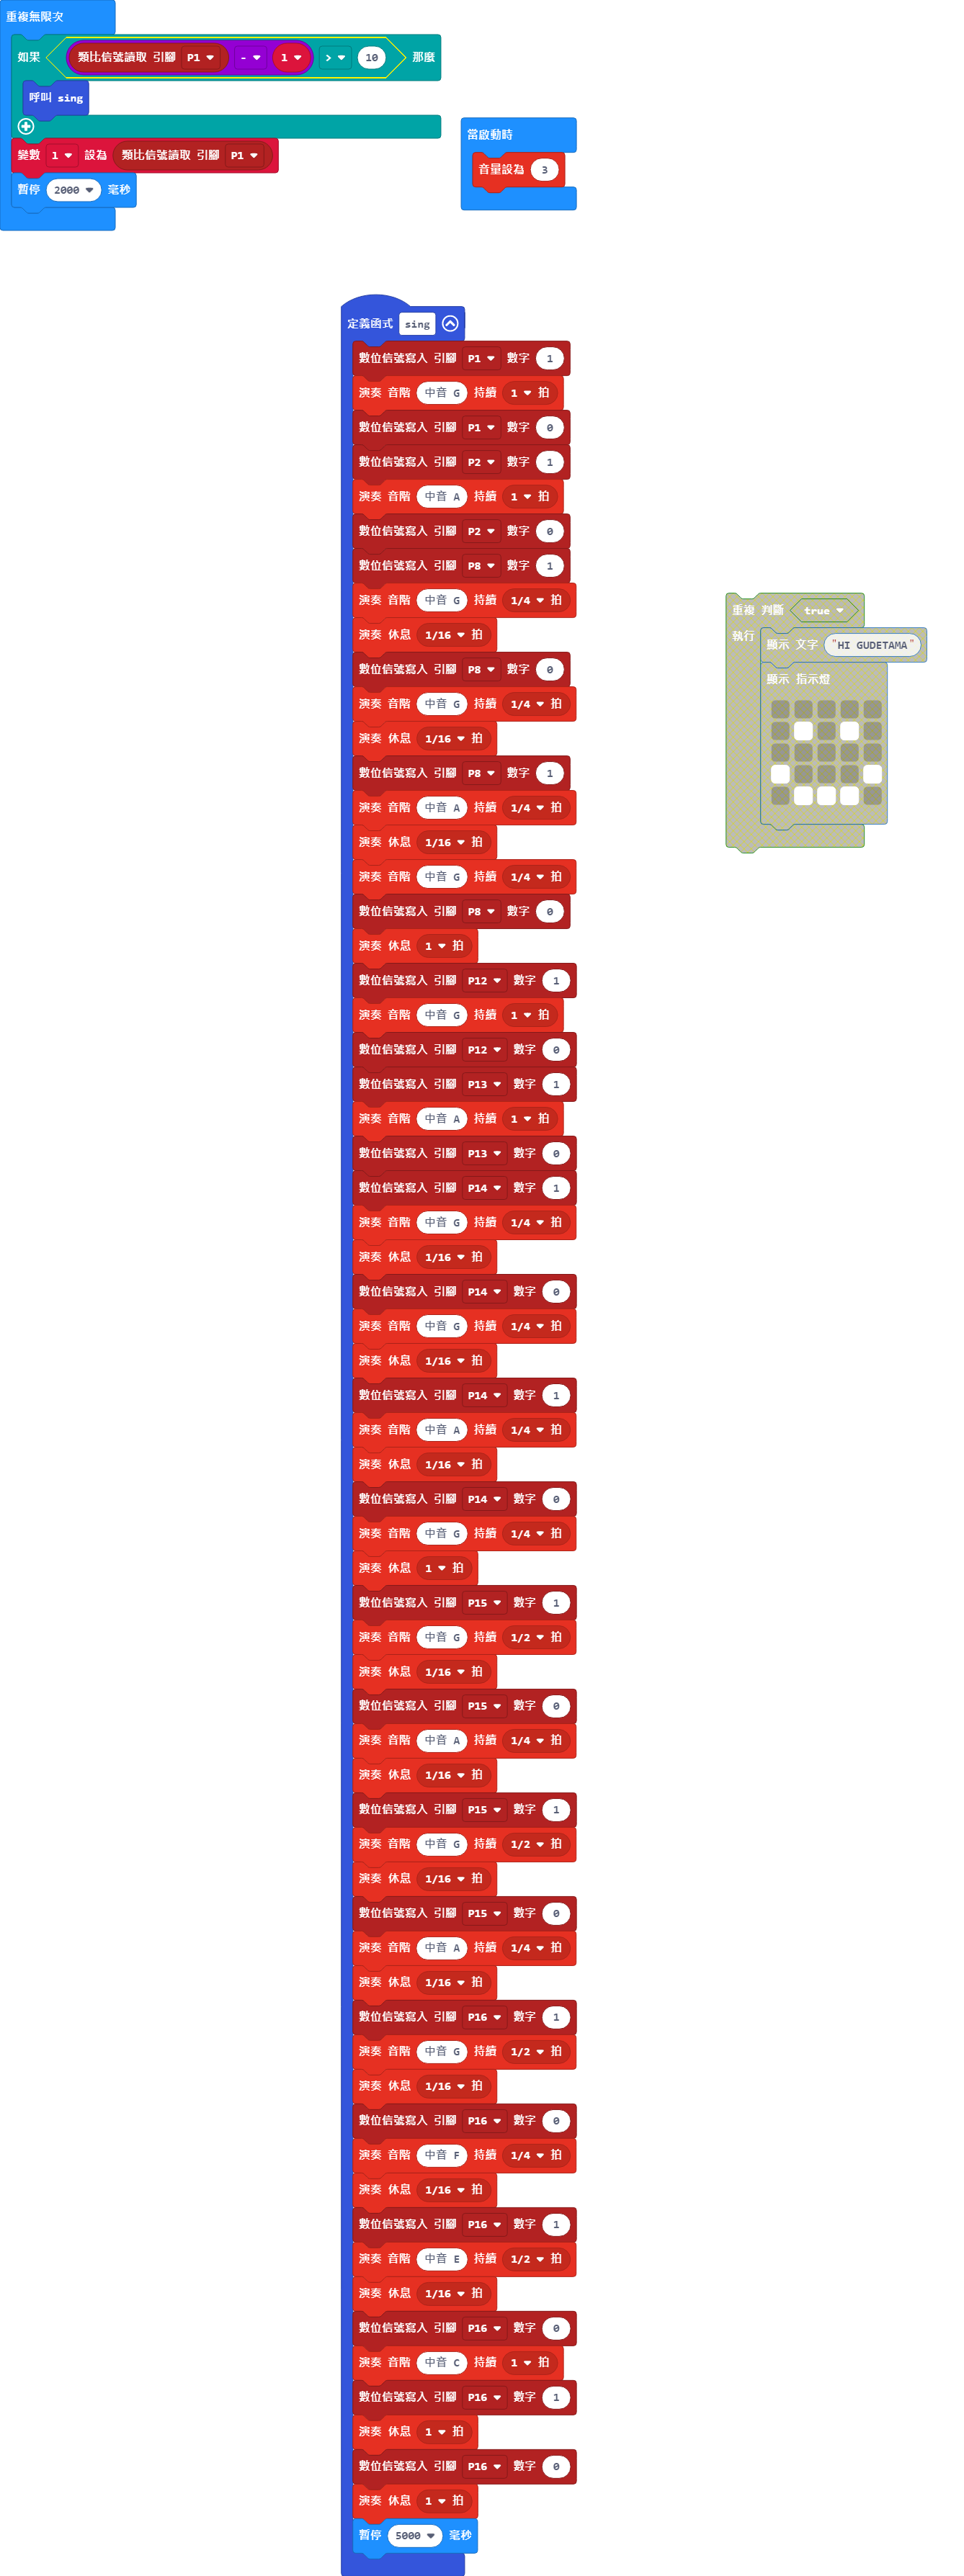 重複無限次
如果 類比信號讀取 引腳 P1 - 1 > 10 那麼
呼叫 sing
變數 1 設為 類比信號讀取 引腳 P1
暫停 2000 毫秒
當啟動時
音量設為 3
定義函式 sing
數位信號寫入 引腳 P1 數字 1
演奏 音階 中音 G 持續 1 拍
數位信號寫入 引腳 P1 數字 0
數位信號寫入 引腳 P2 數字 1
演奏 音階 中音 A 持續 1 拍
數位信號寫入 引腳 P2 數字 0
數位信號寫入 引腳 P8 數字 1
演奏 音階 中音 G 持續 1/4 拍
演奏 休息 1/16 拍
數位信號寫入 引腳 P8 數字 0
演奏 音階 中音 G 持續 1/4 拍
演奏 休息 1/16 拍
數位信號寫入 引腳 P8 數字 1
演奏 音階 中音 A 持續 1/4 拍
演奏 休息 1/16 拍
演奏 音階 中音 G 持續 1/4 拍
數位信號寫入 引腳 P8 數字 0
演奏 休息 1 拍
數位信號寫入 引腳 P12 數字 1
演奏 音階 中音 G 持續 1 拍
數位信號寫入 引腳 P12 數字 0
數位信號寫入 引腳 P13 數字 1
演奏 音階 中音 A 持續 1 拍
數位信號寫入 引腳 P13 數字 0
數位信號寫入 引腳 P14 數字 1
演奏 音階 中音 G 持續 1/4 拍
演奏 休息 1/16 拍
數位信號寫入 引腳 P14 數字 0
演奏 音階 中音 G 持續 1/4 拍
演奏 休息 1/16 拍
數位信號寫入 引腳 P14 數字 1
演奏 音階 中音 A 持續 1/4 拍
演奏 休息 1/16 拍
數位信號寫入 引腳 P14 數字 0
演奏 音階 中音 G 持續 1/4 拍
演奏 休息 1 拍
數位信號寫入 引腳 P15 數字 1
演奏 音階 中音 G 持續 1/2 拍
演奏 休息 1/16 拍
數位信號寫入 引腳 P15 數字 0
演奏 音階 中音 A 持續 1/4 拍
演奏 休息 1/16 拍
數位信號寫入 引腳 P15 數字 1
演奏 音階 中音 G 持續 1/2 拍
演奏 休息 1/16 拍
數位信號寫入 引腳 P15 數字 0
演奏 音階 中音 A 持續 1/4 拍
演奏 休息 1/16 拍
數位信號寫入 引腳 P16 數字 1
演奏 音階 中音 G 持續 1/2 拍
演奏 休息 1/16 拍
數位信號寫入 引腳 P16 數字 0
演奏 音階 中音 F 持續 1/4 拍
演奏 休息 1/16 拍
數位信號寫入 引腳 P16 數字 1
演奏 音階 中音 E 持續 1/2 拍
演奏 休息 1/16 拍
數位信號寫入 引腳 P16 數字 0
演奏 音階 中音 C 持續 1 拍
數位信號寫入 引腳 P16 數字 1
演奏 休息 1 拍
數位信號寫入 引腳 P16 數字 0
演奏 休息 1 拍
暫停 5000 毫秒
重複 判斷 true
執行
顯示 文字 "HI GUDETAMA"
顯示 指示燈